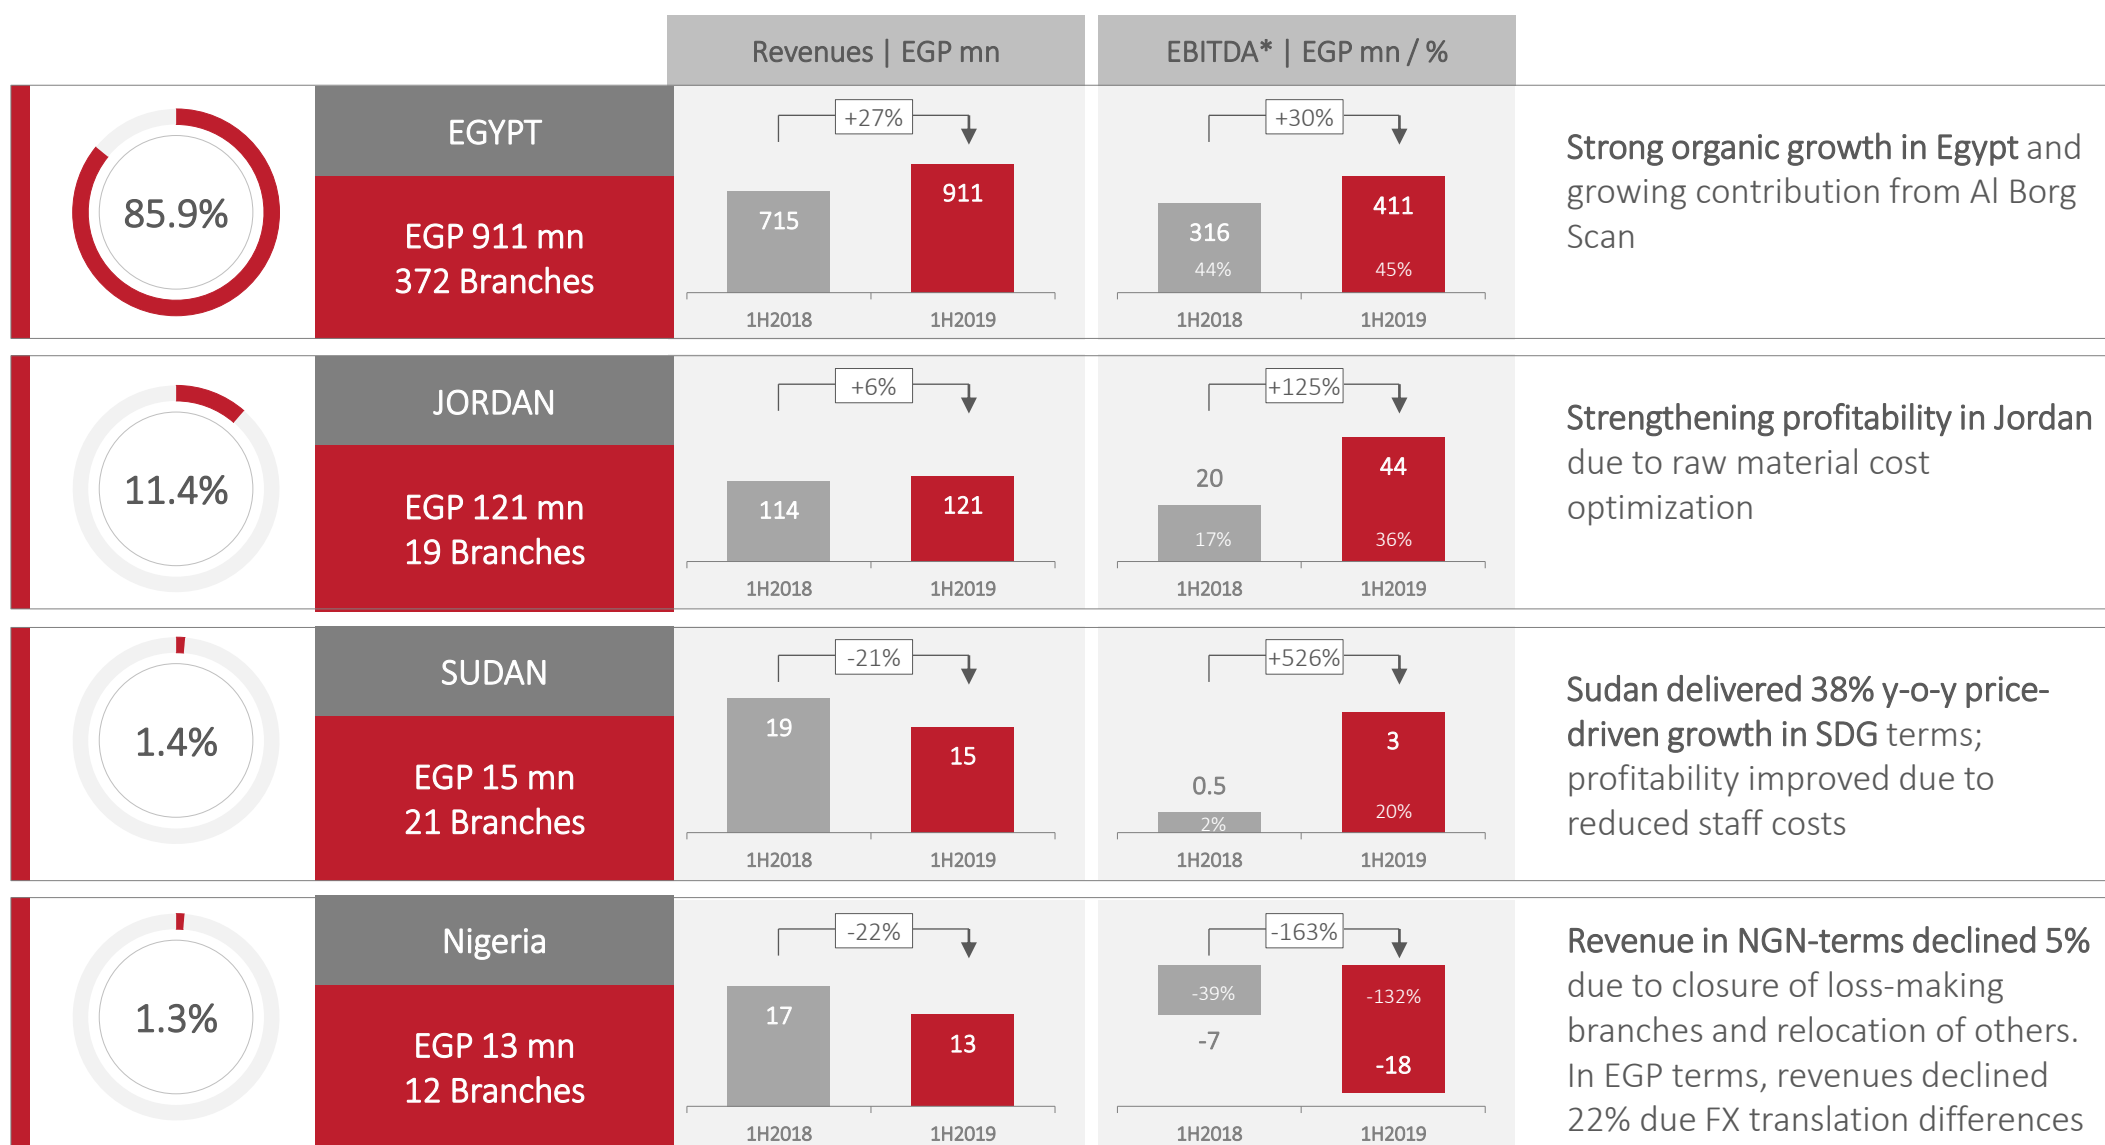 Revenues | EGP mn
EBITDA* | EGP mn / %
85.9%
EGYPT
EGP 911 mn
372 Branches
+27%
715
911
1H2018
1H2019
+30%
316
44%
411
45%
1H2018
1H2019
Strong organic growth in Egypt and
growing contribution from Al Borg
Scan
11.4%
JORDAN
EGP 121 mn
19 Branches
+6%
114
121
1H2018
1H2019
+125%
20
17%
44
36%
1H2018
1H2019
Strengthening profitability in Jordan
due to raw material cost
optimization
1.4%
SUDAN
EGP 15 mn
21 Branches
-21%
19
15
1H2018
1H2019
+526%
0.5
2%
3
20%
1H2018
1H2019
Sudan delivered 38% y-o-y price-
driven growth in SDG terms;
profitability improved due to
reduced staff costs
1.3%
Nigeria
EGP 13 mn
12 Branches
-22%
17
13
1H2018
1H2019
-163%
-39%
-7
-132%
-18
1H2018
1H2019
Revenue in NGN-terms declined 5%
due to closure of loss-making
branches and relocation of others.
In EGP terms, revenues declined
22% due FX translation differences